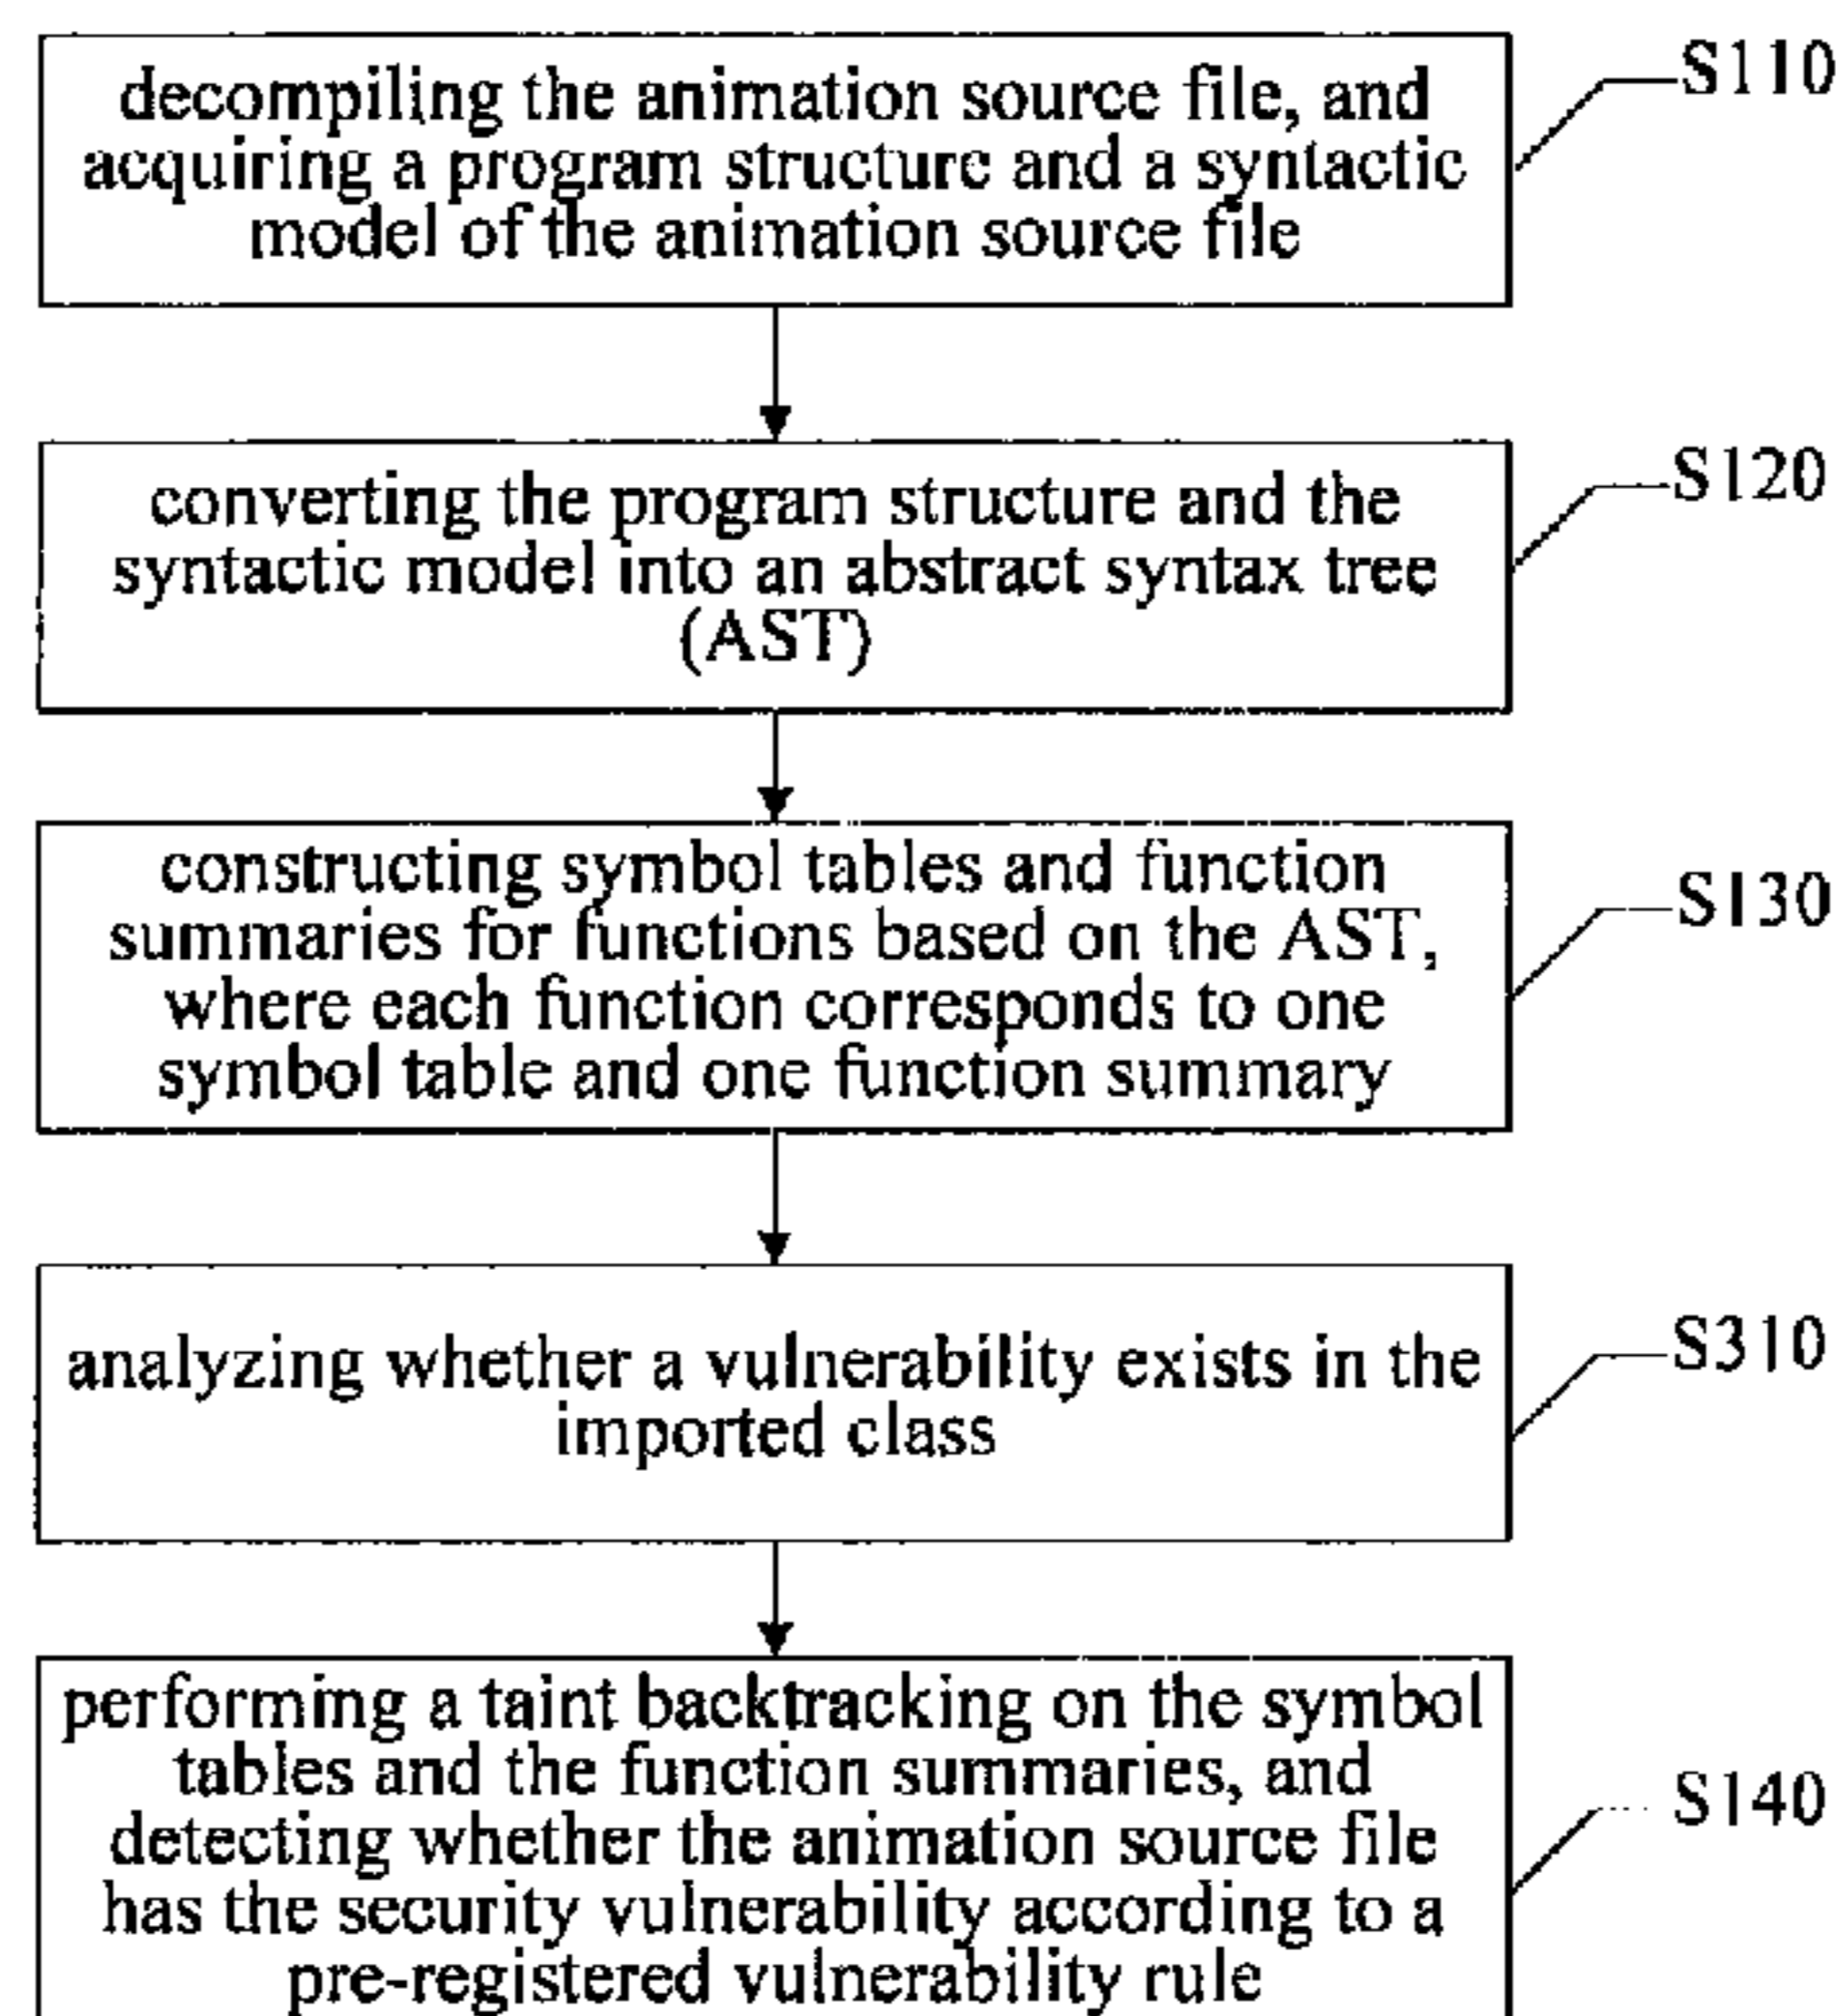 decompiling the animation source file, and
acquiring a program structure and a syntactic
model of the animation source file
S110
converting the program structure and the
syntactic model into an abstract syntax tree
(AST)
S120
constructing symbol tables and function
summaries for functions based on the AST,
where each function corresponds to one
symbol table and one function summary
S130
analyzing whether a vulnerability exists in the
imported class
S310
performing a taint backtracking on the symbol
tables and the function summaries, and
detecting whether the animation source file
has the security vulnerability according to a
pre-registered vulnerability rule
S140